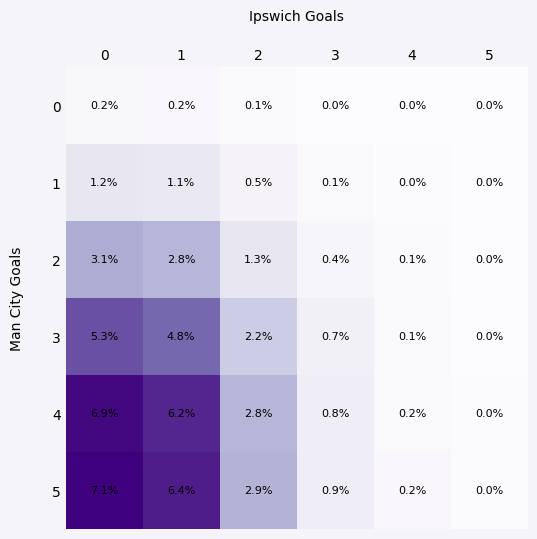 Ipswich Goals
0 1 2 3 4 5
0 0.2% 0.2% 0.1% 0.0% 0.0% 0.0%
1 1.2% 1.1% 0.5% 0.1% 0.0% 0.0%
Man City Goals
2 3.1% 2.8% 1.3% 0.4% 0.1% 0.0%
3 5.3% 4.8% 2.2% 0.7% 0.1% 0.0%
4 6.9% 6.2% 2.8% 0.8% 0.2% 0.0%
5 7.1% 6.4% 2.9% 0.9% 0.2% 0.0%